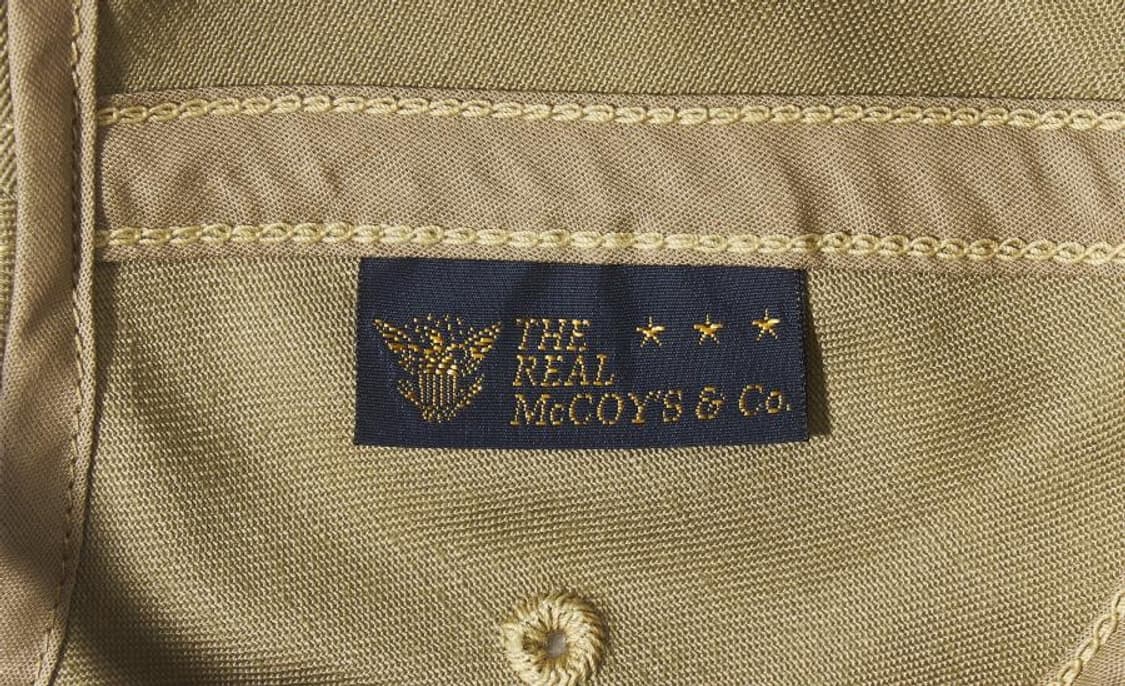 THE
REAL
McCOY'S & Co.